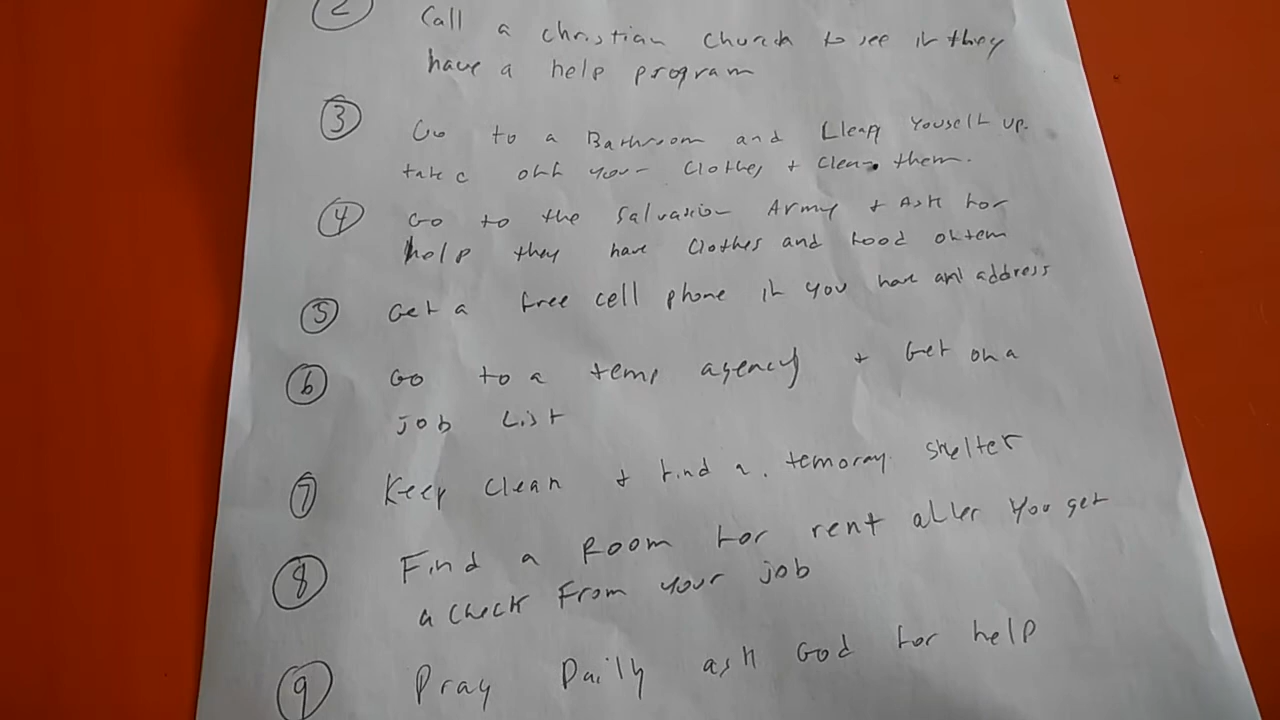 2 Call a christian church to see if they
have a help program
3 Go to a Bathroom and Clean Youself up.
take off your Clothes + Clean them.
4 Go to the Salvation Army + Ask for
help they have Clothes and food oftem
5 Get a free cell phone if you have an address
6 Go to a temp agency + Get on a
job List
7 Keep Clean + find a. temoray shelter
8 Find a Room for rent after You get
a check From your job
9 Pray Daily ask God for help